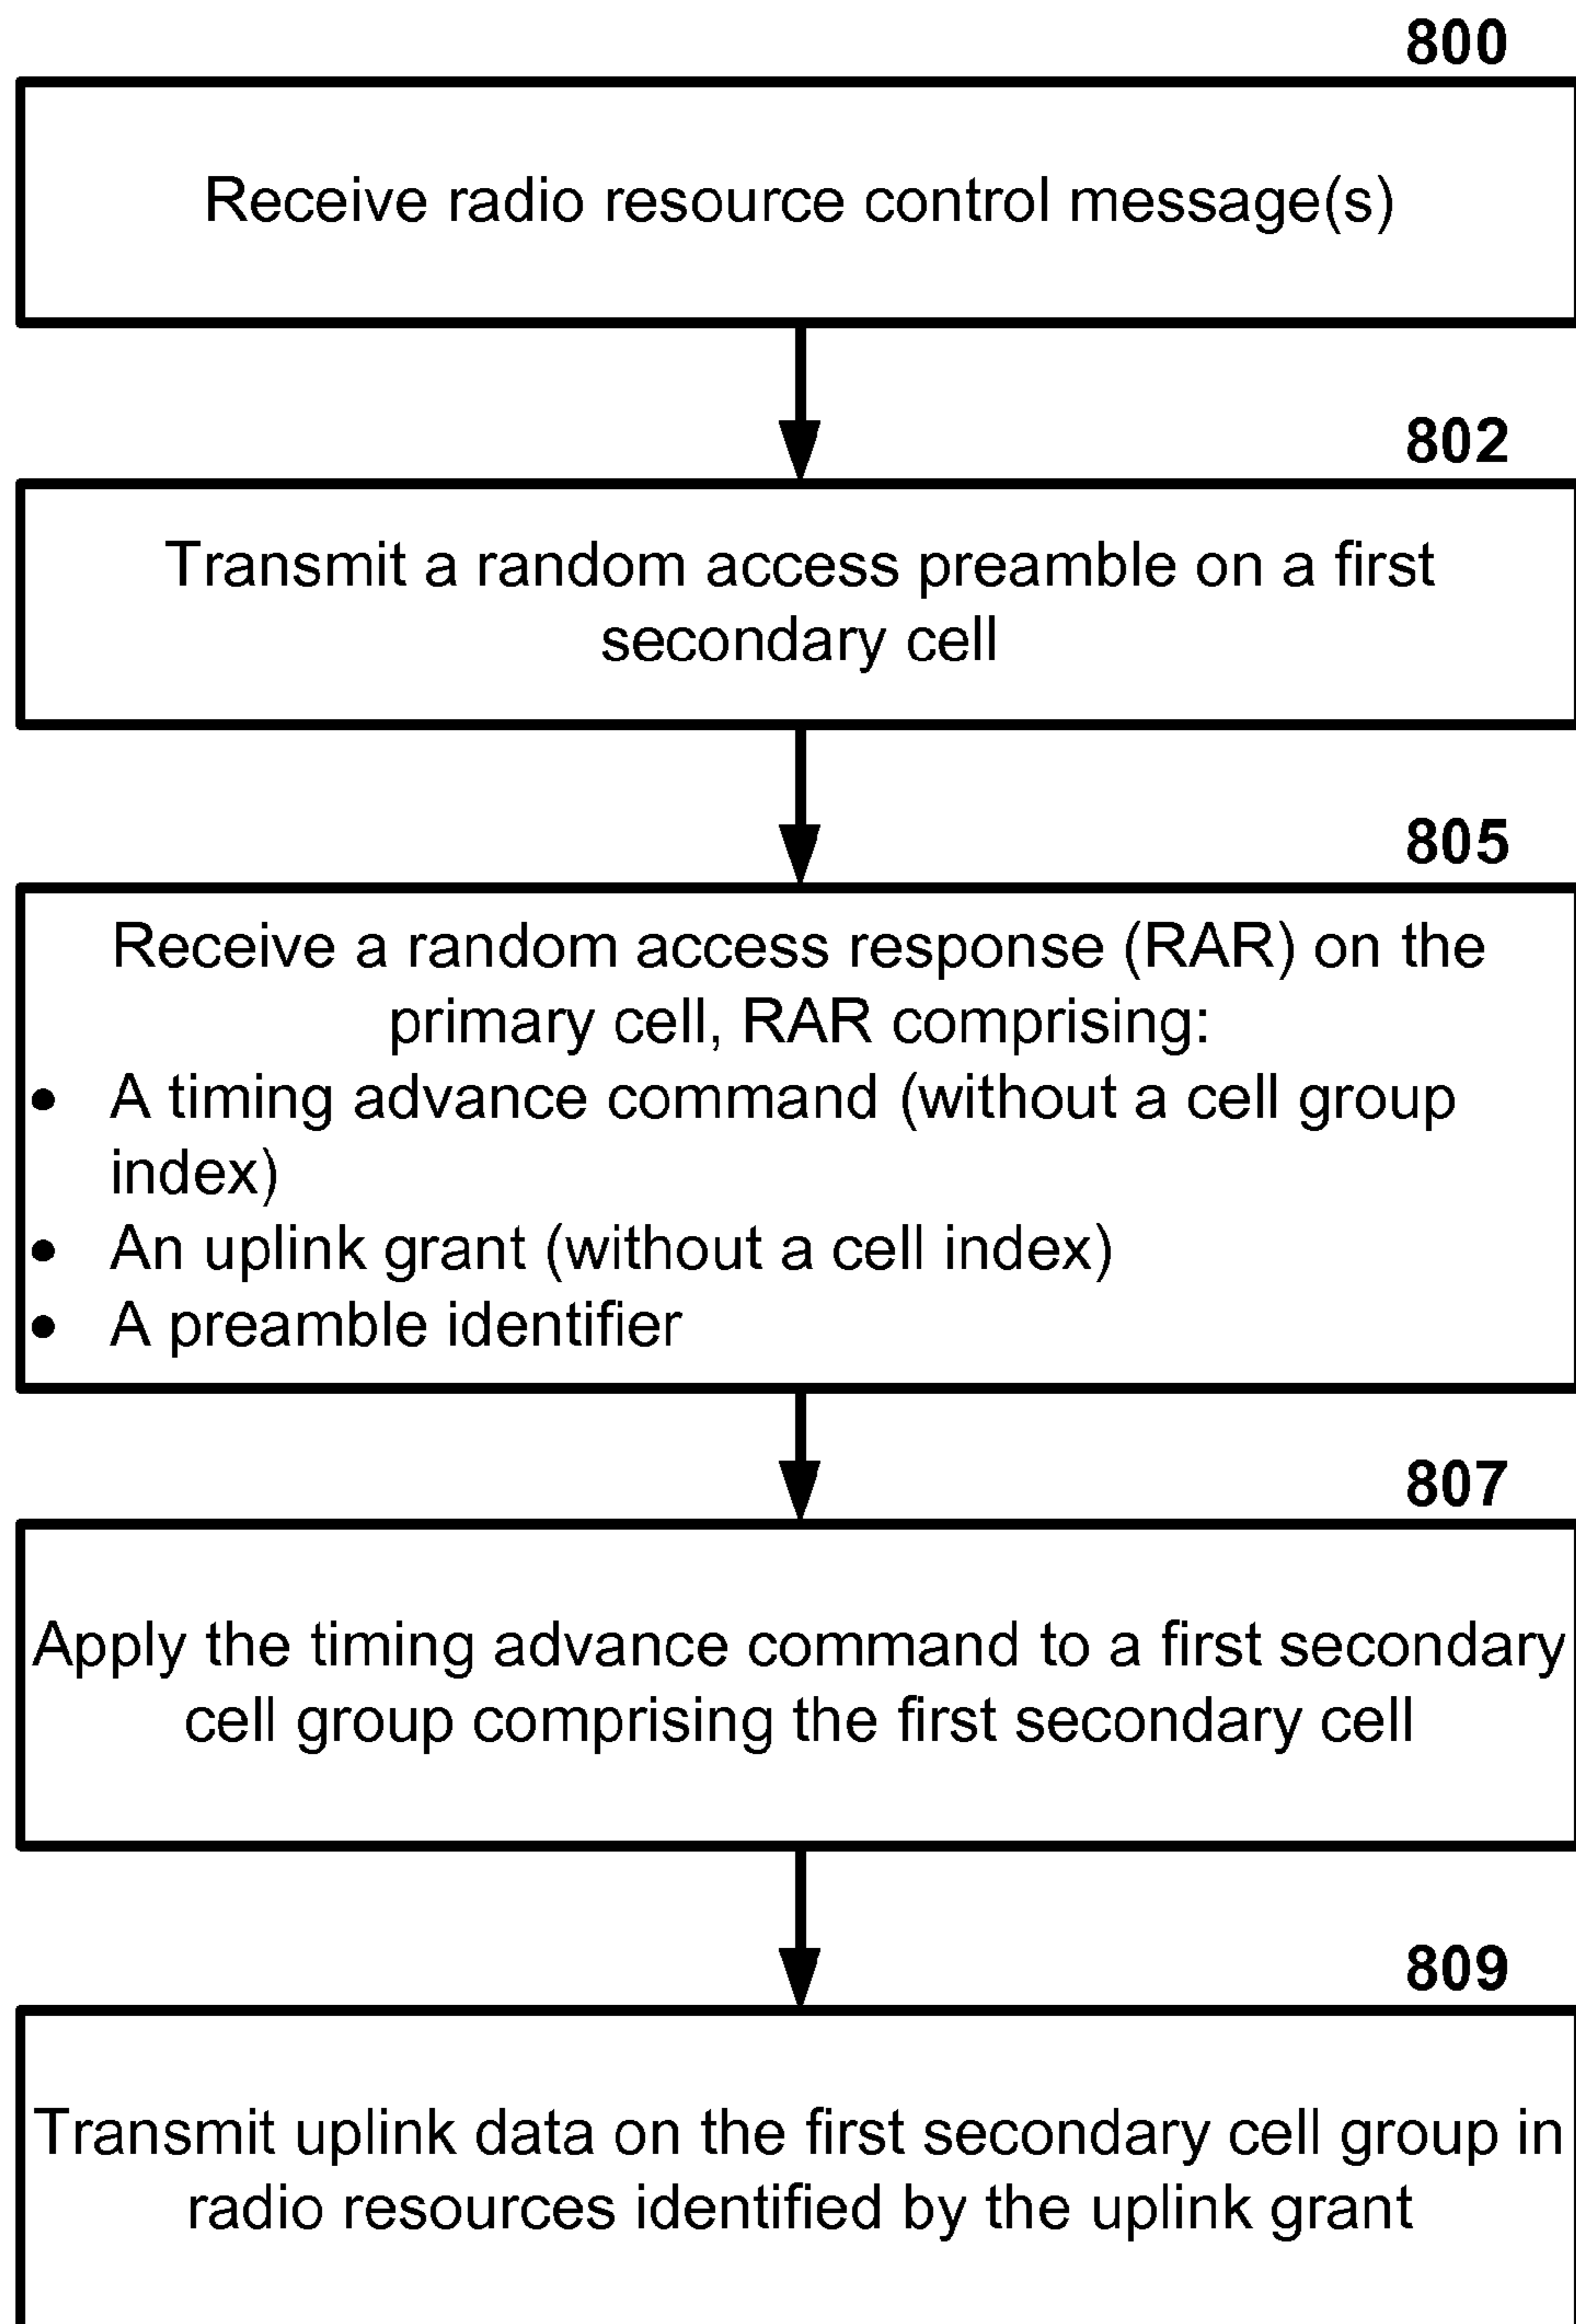 800
Receive radio resource control message(s)
802
Transmit a random access preamble on a first
secondary cell
805
Receive a random access response (RAR) on the
primary cell, RAR comprising:
• A timing advance command (without a cell group
index)
• An uplink grant (without a cell index)
• A preamble identifier
807
Apply the timing advance command to a first secondary
cell group comprising the first secondary cell
809
Transmit uplink data on the first secondary cell group in
radio resources identified by the uplink grant